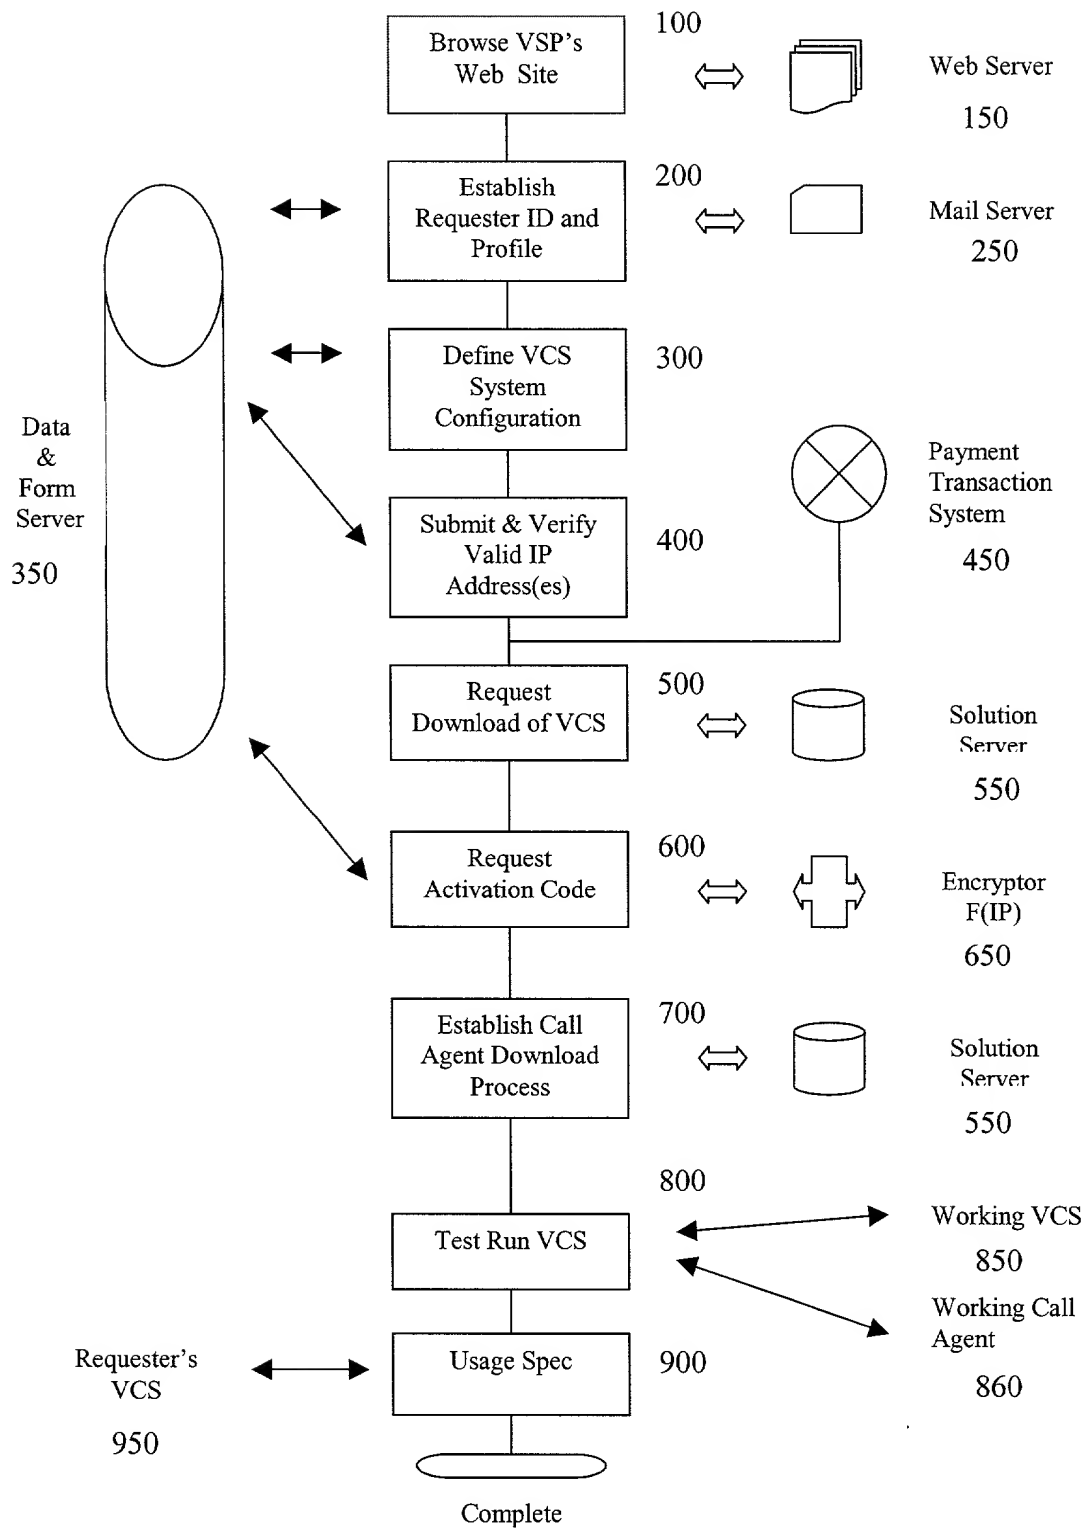 Browse VSP's
Web Site
100
Web Server
150
Establish
Requester ID and
Profile
200
Mail Server
250
Define VCS
System
Configuration
300
Data
&
Form
Server
350
Submit & Verify
Valid IP
Address(es)
400
Payment
Transaction
System
450
Request
Download of VCS
500
Solution
Server
550
Request
Activation Code
600
Encryptor
F(IP)
650
Establish Call
Agent Download
Process
700
Solution
Server
550
Test Run VCS
800
Working VCS
850
Working Call
Agent
860
Usage Spec
900
Requester's
VCS
950
Complete